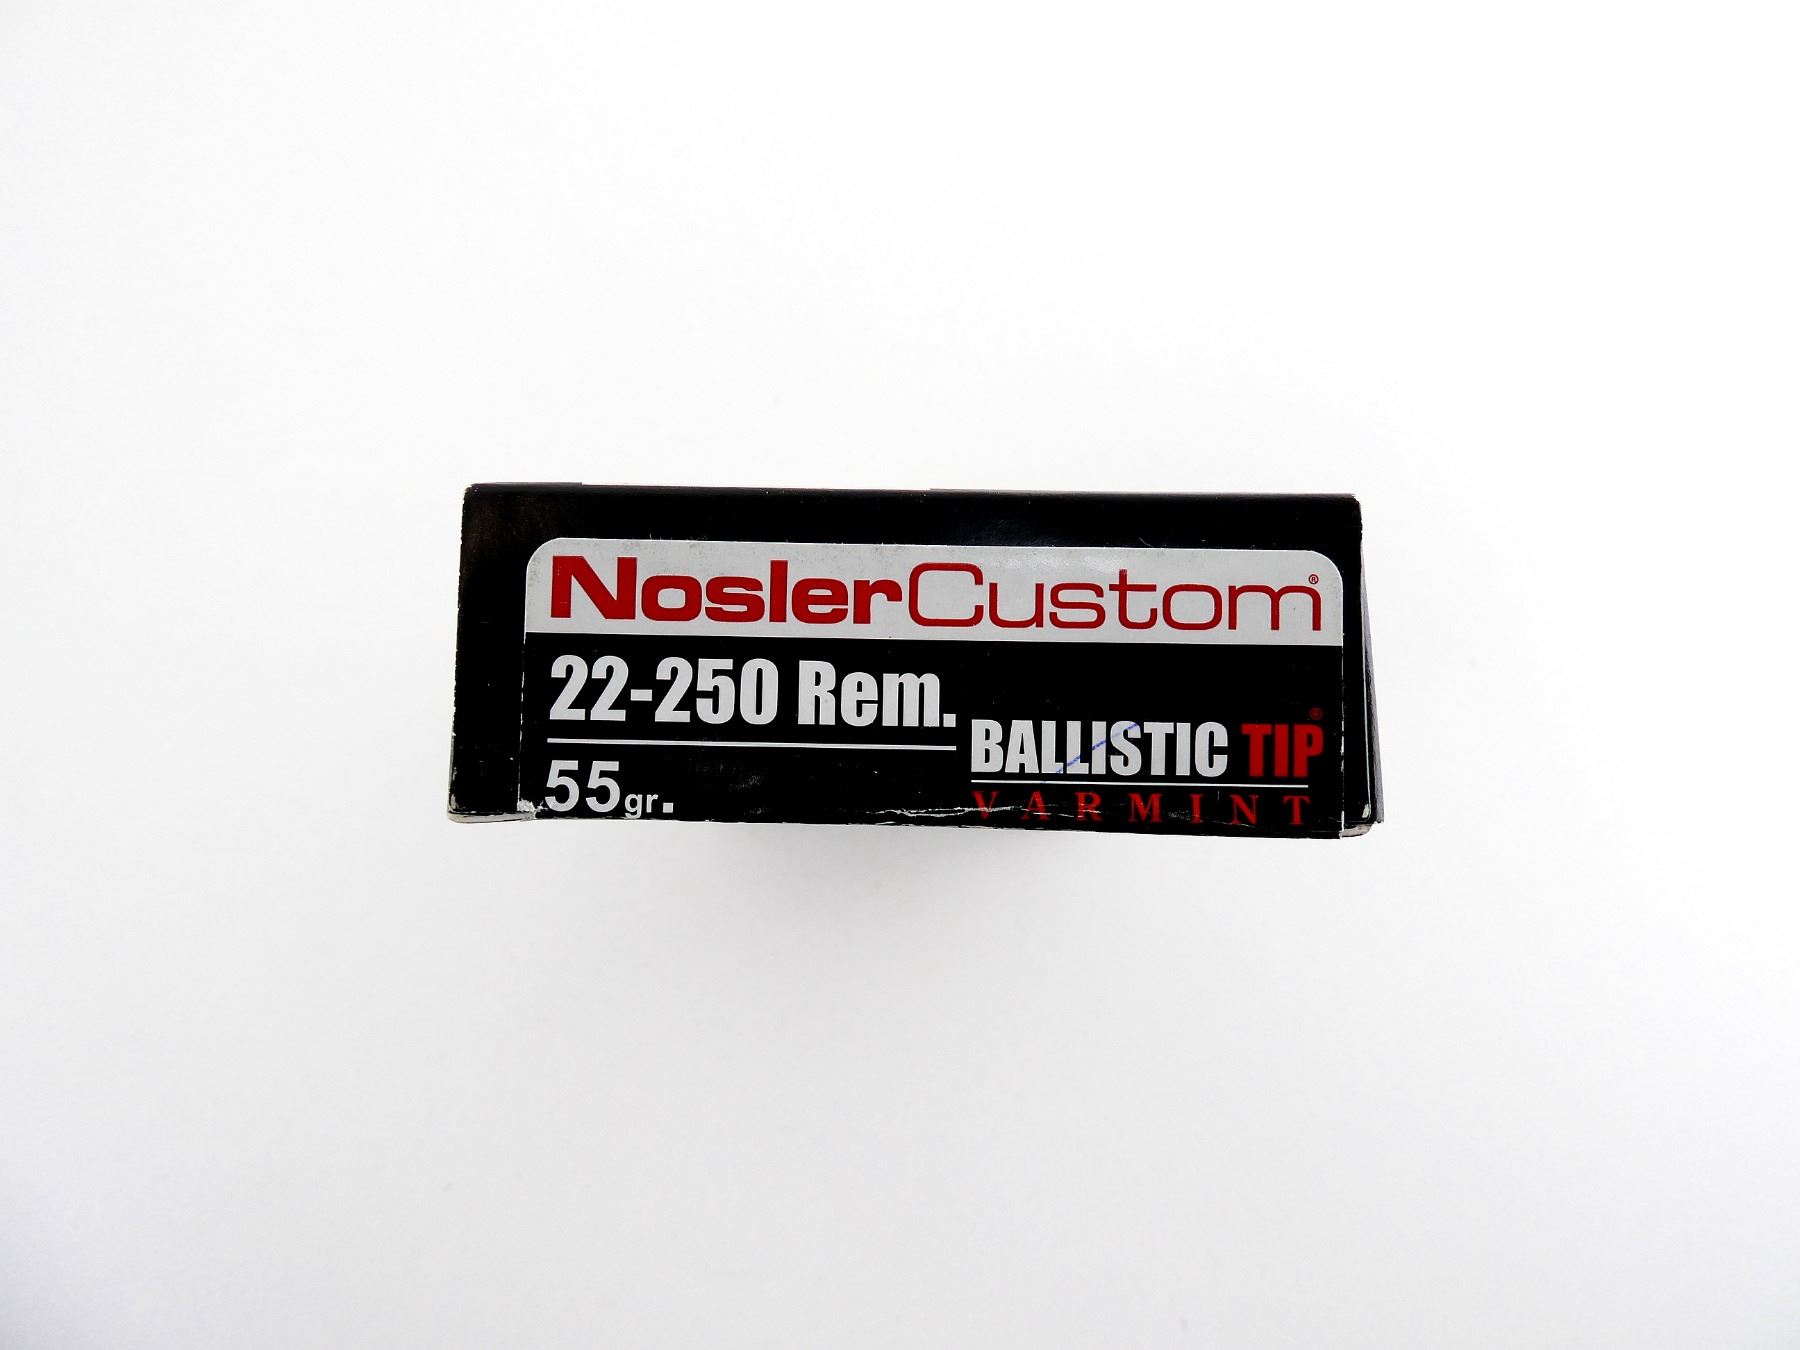 NoslerCustom®
22-250 Rem.
55gr.
BALLISTIC TIP®
VARMINT